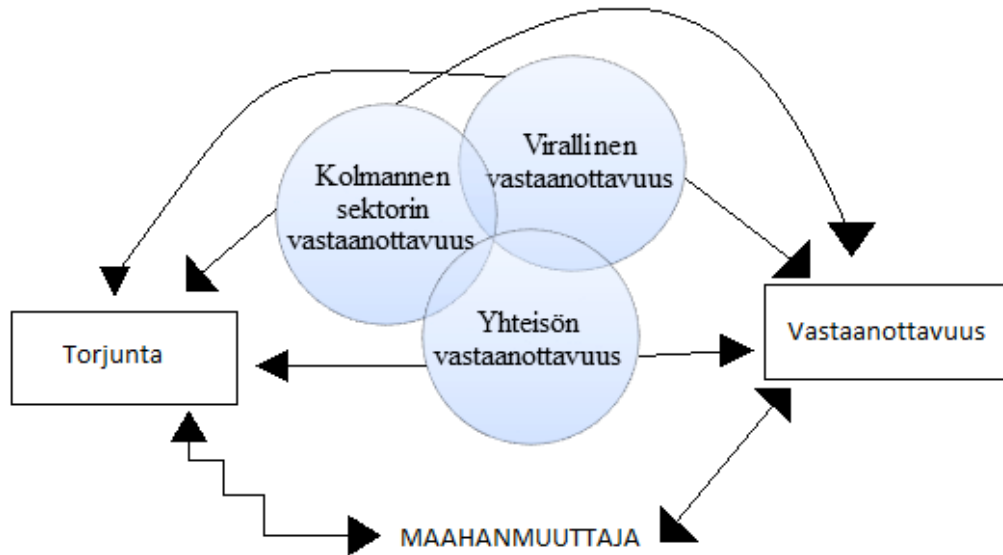 Virallinen
vastaanottavuus
Kolmannen
sektorin
vastaanottavuus
Yhteisön
vastaanottavuus
Torjunta
Vastaanottavuus
MAAHANMUUTTAJA